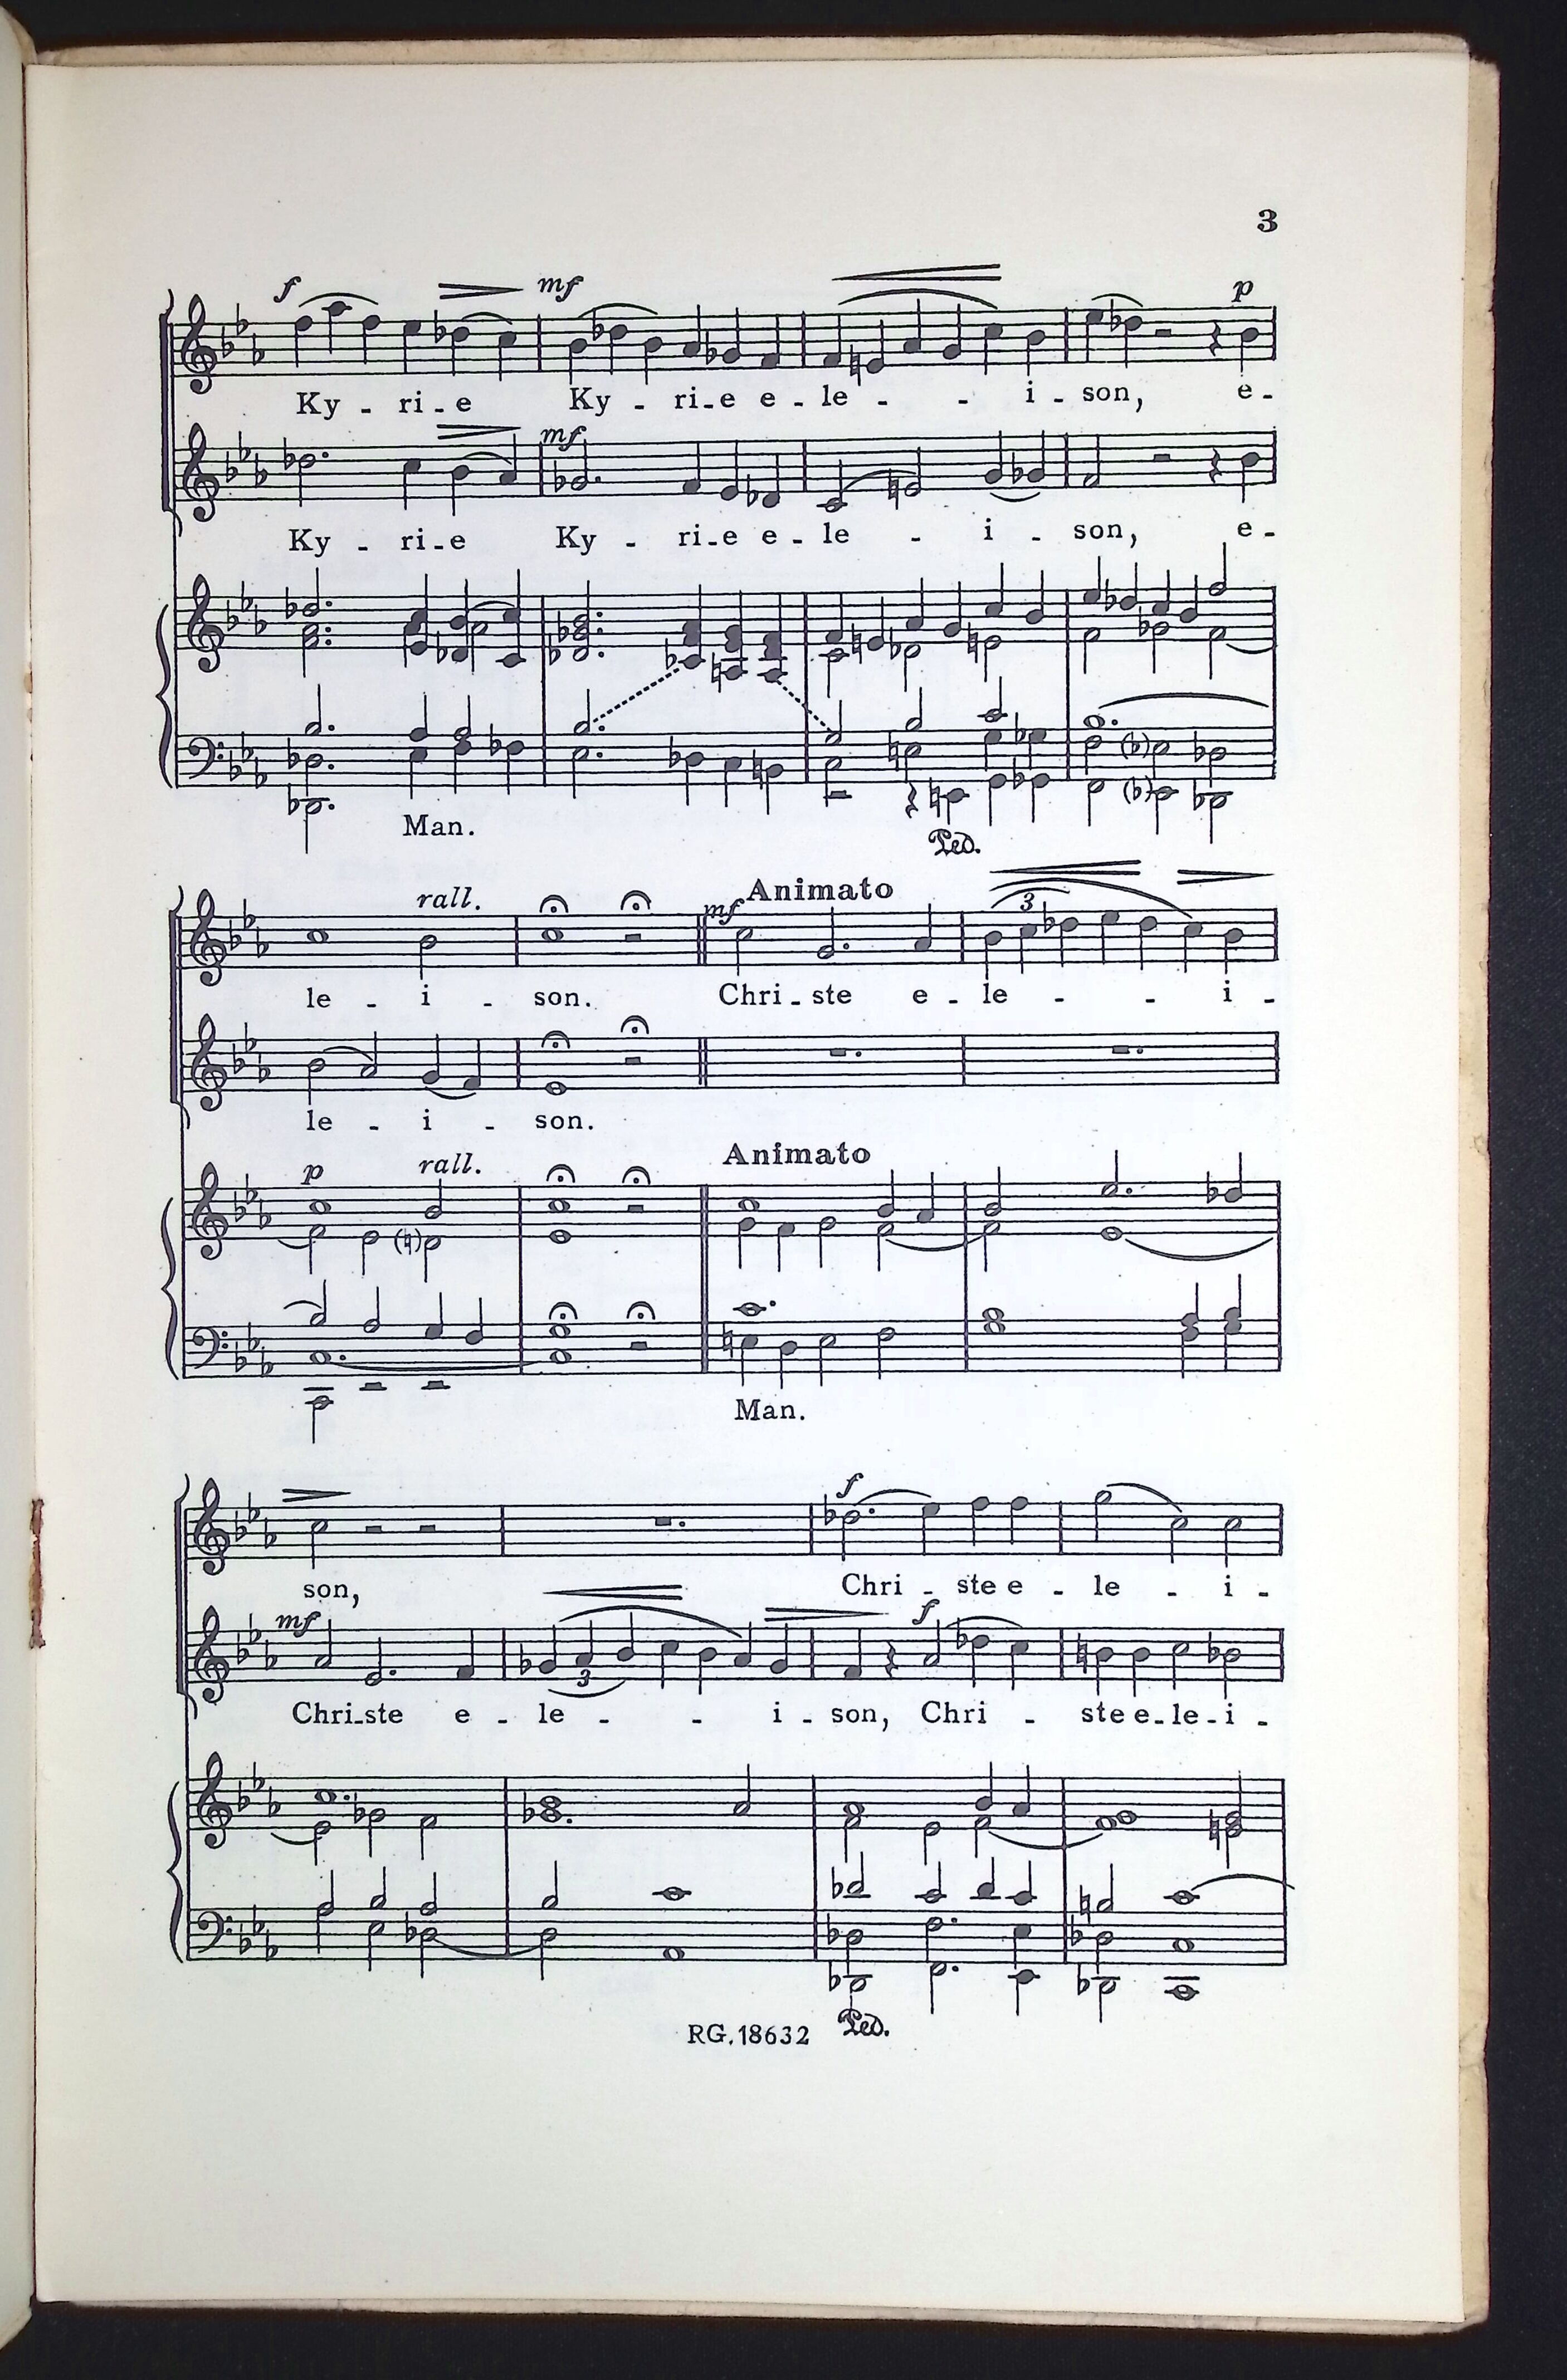 3
f mf p
Ky - ri - e Ky - ri - e e - le - - i - son, e -
mf
Ky - ri - e Ky - ri - e e - le - i - son, e -
(b)
(b)
Man. Ped.
rall. mf Animato 3
le - i - son. Chri - ste e - le - - i -
le - i - son.
p rall. Animato
Man.
f
son, Chri - ste e - le - i -
mf 3 f
Chri - ste e - le - - i - son, Chri - ste e - le - i -
Ped.
RG. 18632